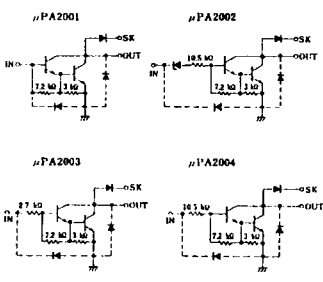 μPA2001
SK
OUT
IN
7.2 kΩ 3 kΩ
μPA2002
SK
OUT
IN
10.5 kΩ
7.2 kΩ 3 kΩ
μPA2003
SK
OUT
2.7 kΩ
IN
7.2 kΩ 3 kΩ
μPA2004
SK
OUT
10.5 kΩ
IN
7.2 kΩ 3 kΩ